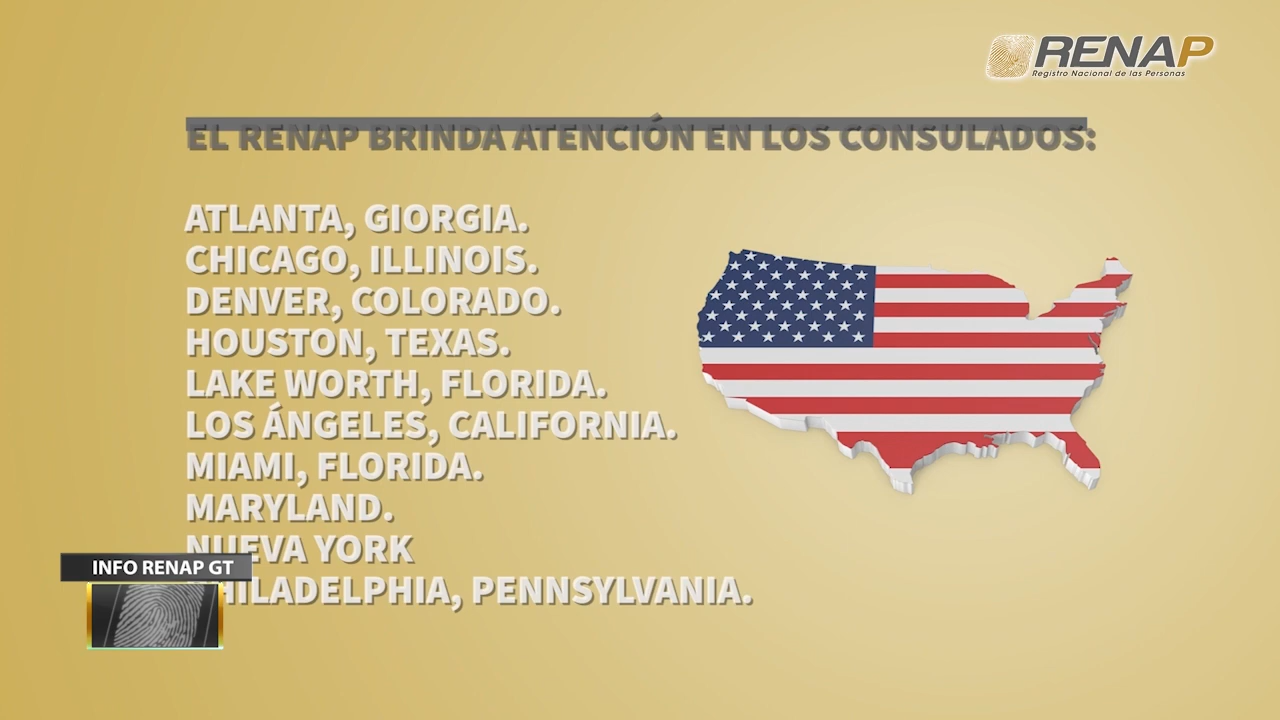 RENAP
Registro Nacional de las Personas
EL RENAP BRINDA ATENCIÓN EN LOS CONSULADOS:
ATLANTA, GIORGIA.
CHICAGO, ILLINOIS.
DENVER, COLORADO.
HOUSTON, TEXAS.
LAKE WORTH, FLORIDA.
LOS ÁNGELES, CALIFORNIA.
MIAMI, FLORIDA.
MARYLAND.
NUEVA YORK
PHILADELPHIA, PENNSYLVANIA.
INFO RENAP GT